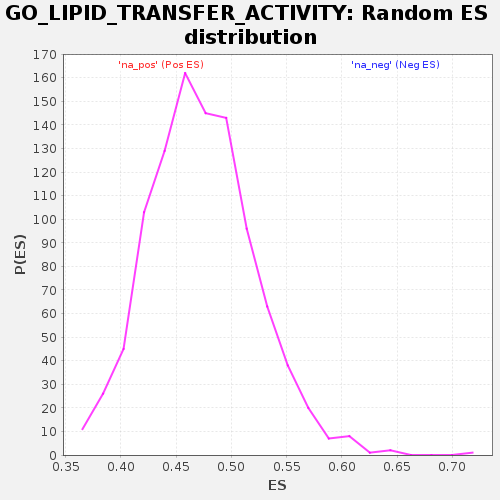 GO_LIPID_TRANSFER_ACTIVITY: Random ES
distribution
'na_pos' (Pos ES)
'na_neg' (Neg ES)
170
160
150
140
130
120
110
100
90
80
70
60
50
40
30
20
10
0
P(ES)
0.35 0.40 0.45 0.50 0.55 0.60 0.65 0.70
ES